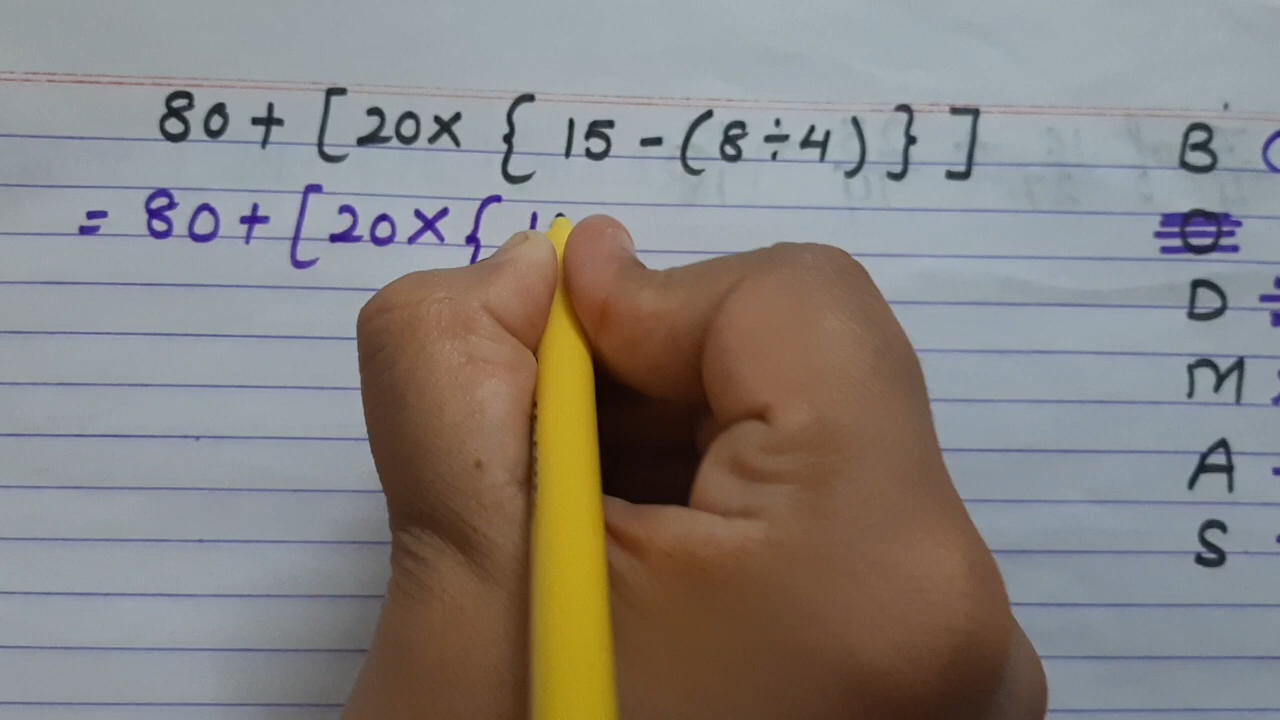 80 + [ 20 × { 15 - ( 8 ÷ 4 ) } ]
= 80 + [ 20 × {
B
O
D
M
A
S